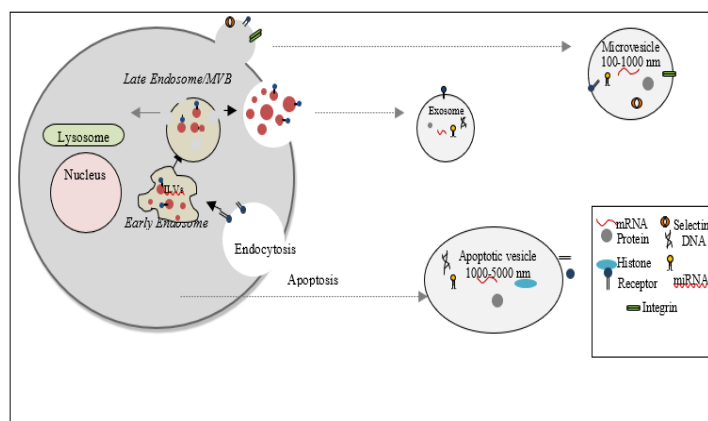 Late Endosome/MVB
Microvesicle
100-1000 nm
Exosome
Lysosome
Nucleus
ILVs
Early Endosome
Endocytosis
Apoptosis
Apoptotic vesicle
1000-5000 nm
mRNA
Selectin
Protein
DNA
Histone
Receptor
miRNA
Integrin